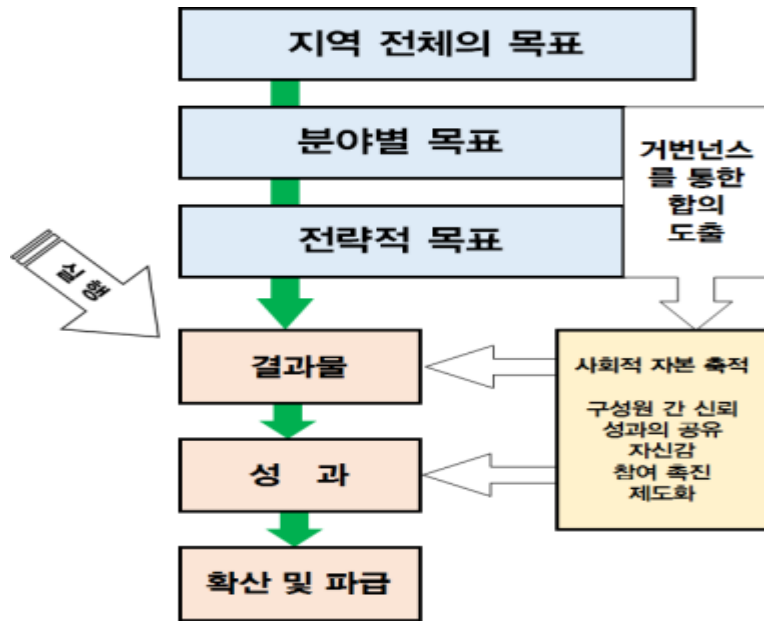 지역 전체의 목표
분야별 목표
거번넌스
를 통한
합의
도출
전략적 목표
실행
결과물
사회적 자본 축적
구성원 간 신뢰
성과의 공유
자신감
참여 촉진
제도화
성 과
확산 및 파급